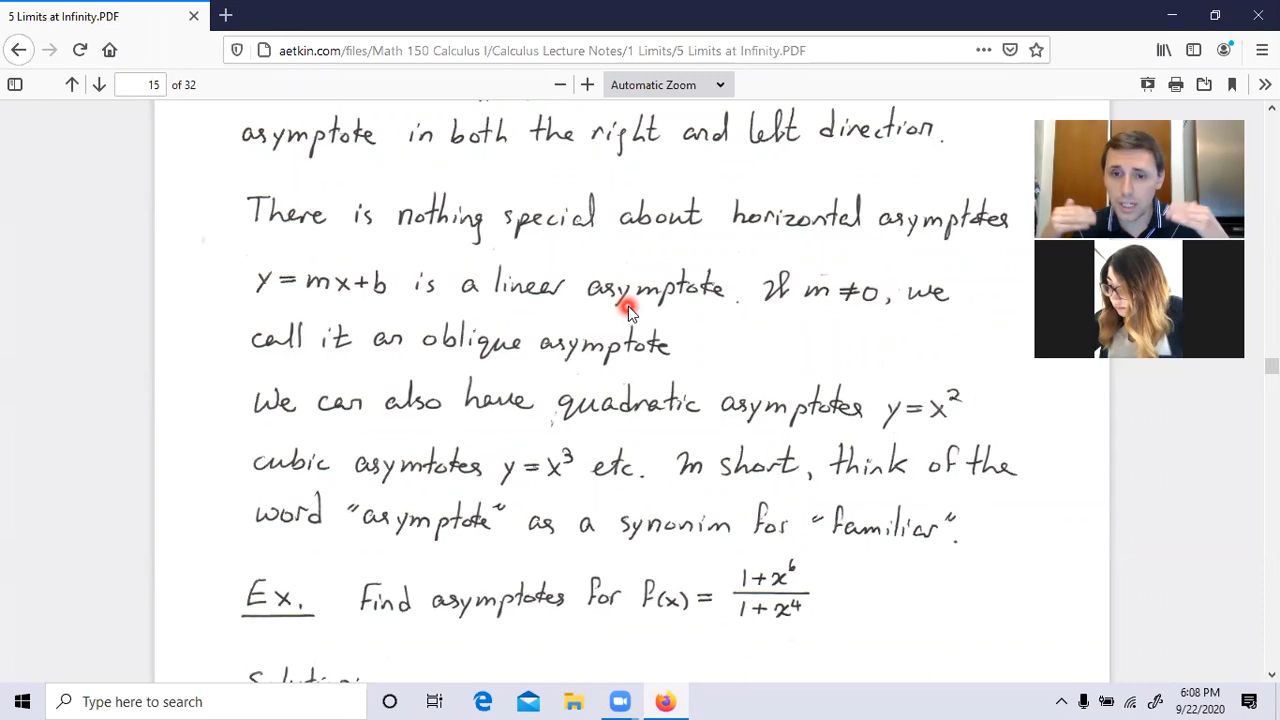 5 Limits at Infinity.PDF
aetkin.com/files/Math 150 Calculus I/Calculus Lecture Notes/1 Limits/5 Limits at Infinity.PDF
15 of 32
Automatic Zoom
asymptote in both the right and left direction.
There is nothing special about horizontal asymptotes
y = mx+b is a linear asymptote. If m ≠ 0, we
call it an oblique asymptote
We can also have quadratic asymptotes y = x²
cubic asymtotes y = x³ etc. In short, think of the
word "asymptote" as a synonim for "familiar".
Ex. Find asymptotes for f(x) = (1+x⁶)/(1+x⁴)
Solution:
Type here to search
6:08 PM
9/22/2020